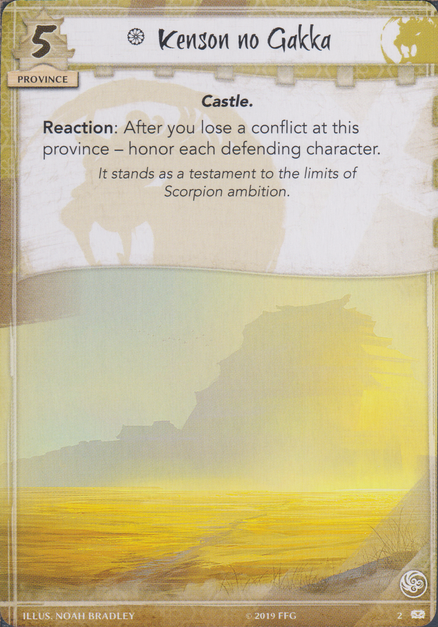 5
Kenson no Gakka
PROVINCE
Castle.
Reaction: After you lose a conflict at this
province – honor each defending character.
It stands as a testament to the limits of
Scorpion ambition.
ILLUS. NOAH BRADLEY
© 2019 FFG
2